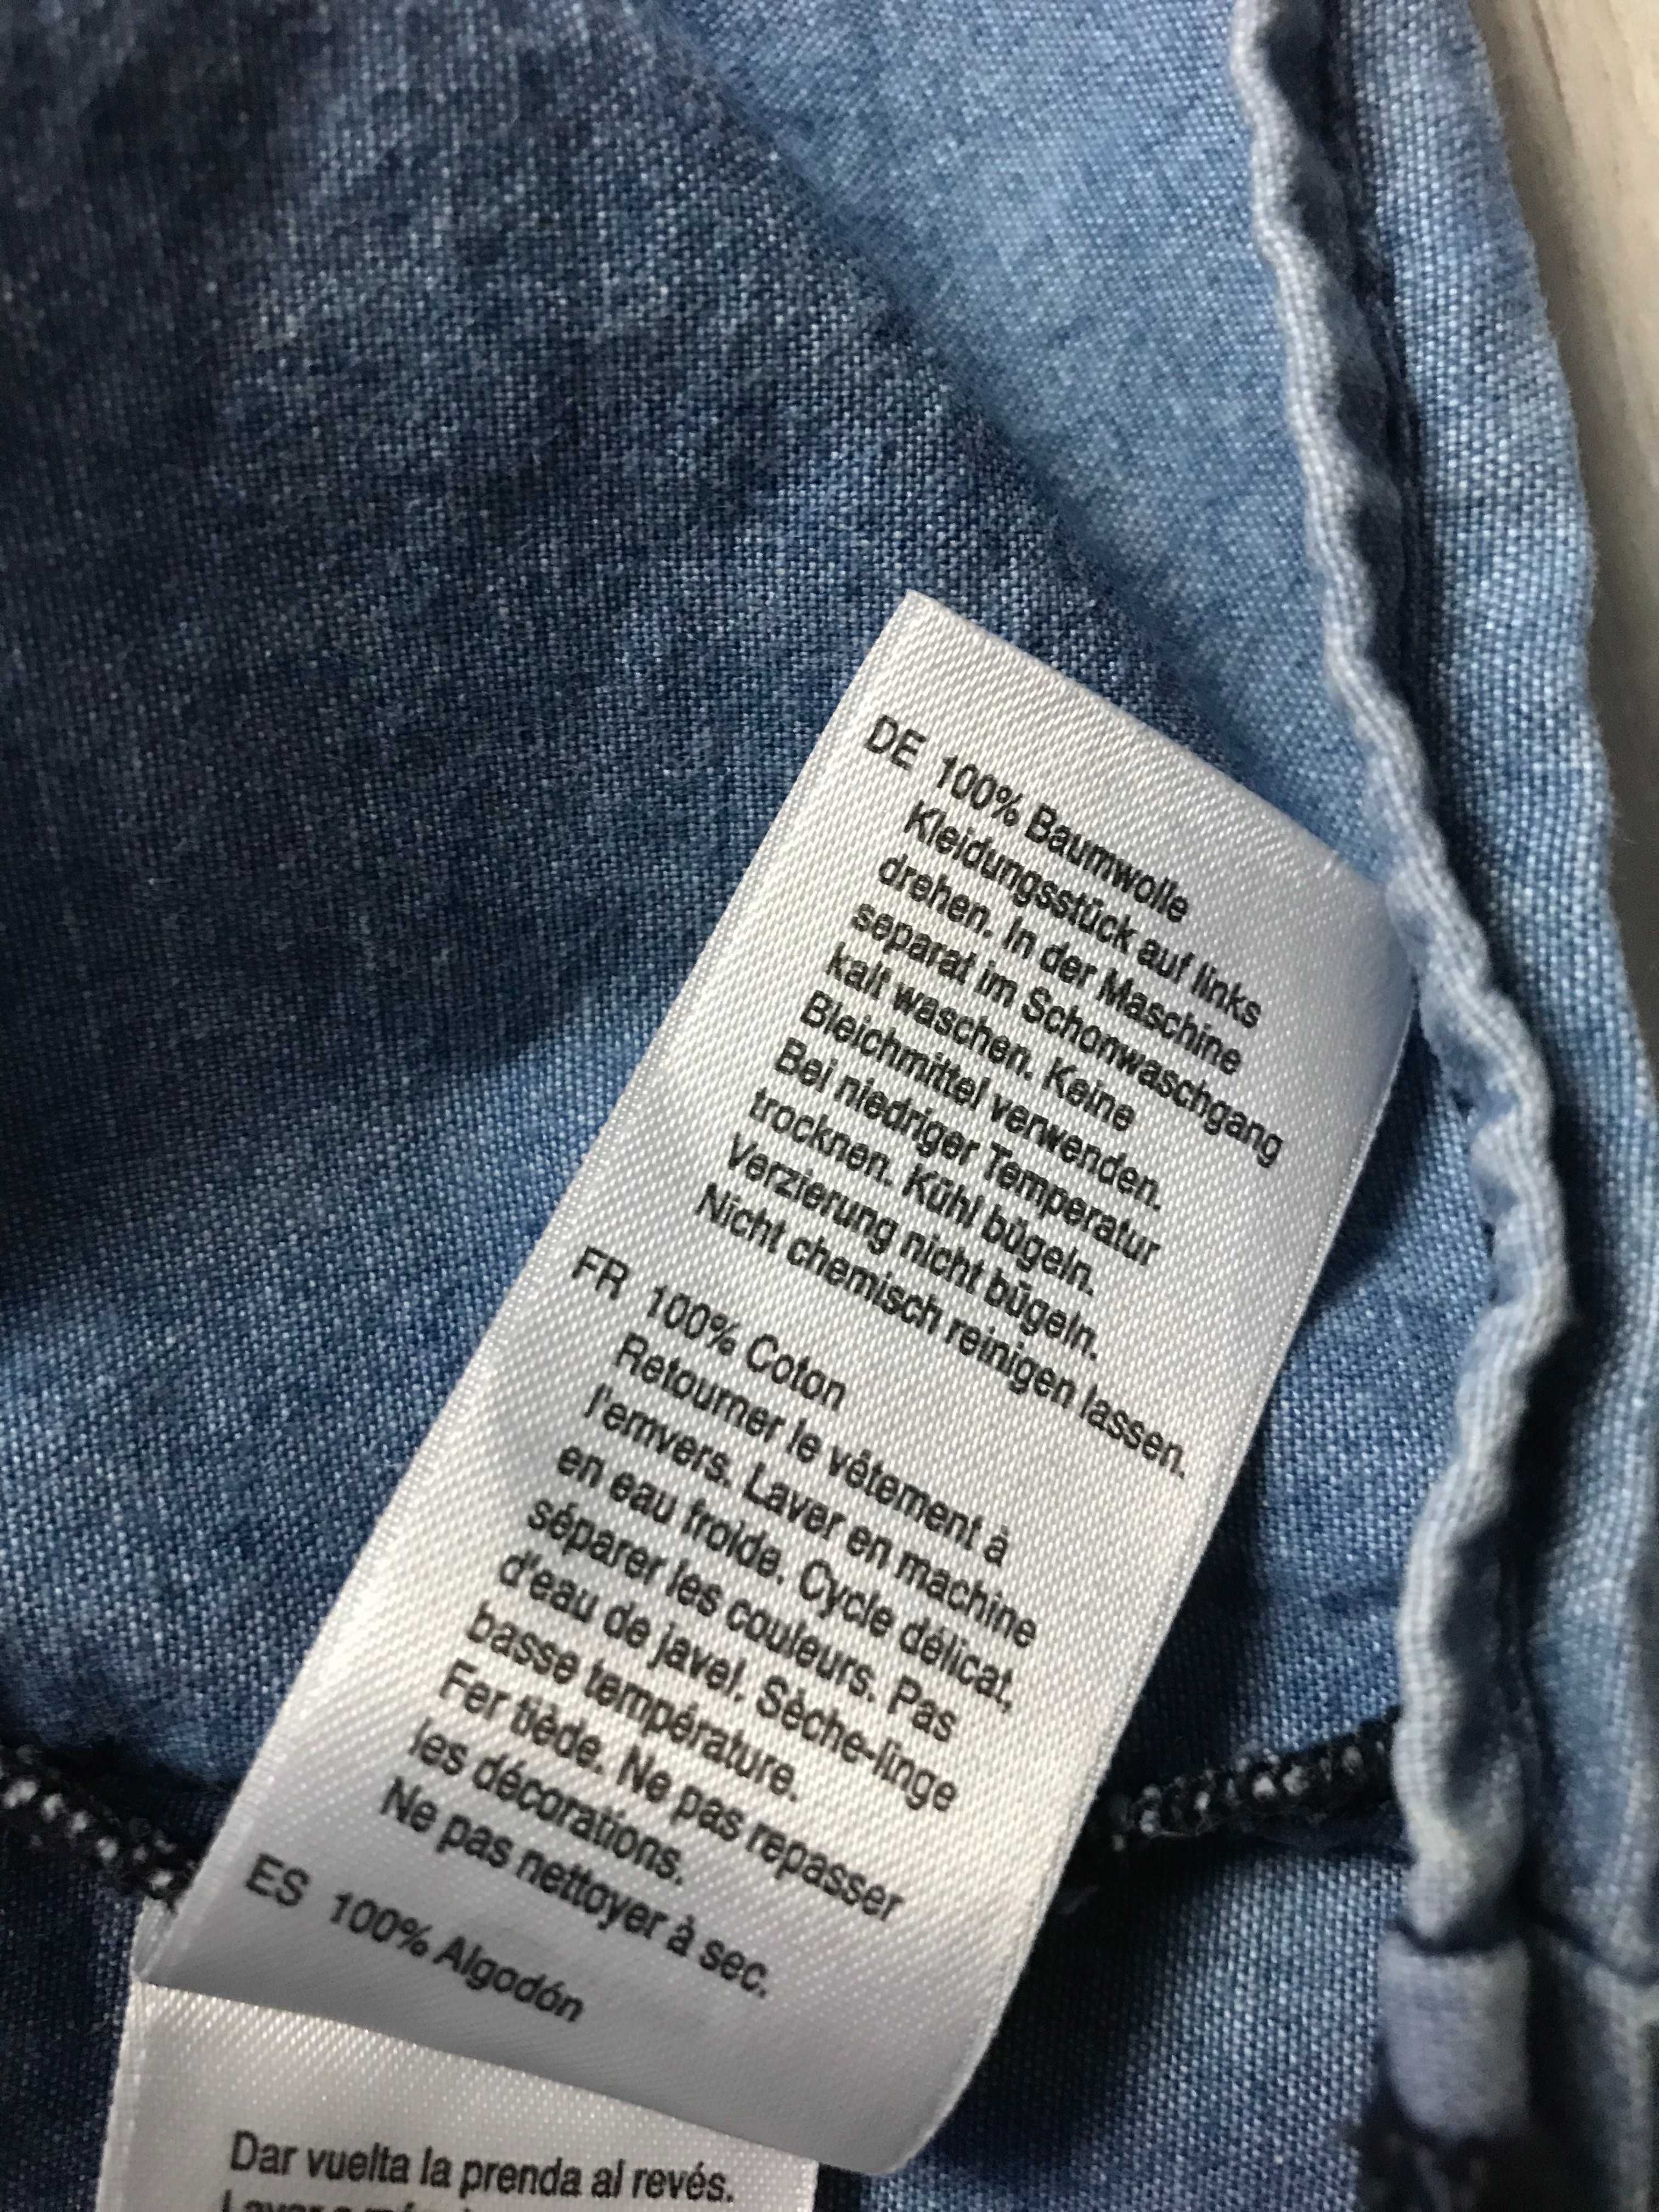 DE 100% Baumwolle
Kleidungsstück auf links
drehen. In der Maschine
separat im Schonwaschgang
kalt waschen. Keine
Bleichmittel verwenden.
Bei niedriger Temperatur
trocknen. Kühl bügeln.
Verzierung nicht bügeln.
Nicht chemisch reinigen lassen.
FR 100% Coton
Retourner le vêtement à
l'emvers. Laver en machine
en eau froide. Cycle délicat,
séparer les couleurs. Pas
d'eau de javel. Sèche-linge
basse température.
Fer tiède. Ne pas repasser
les décorations.
Ne pas nettoyer à sec.
ES 100% Algodón
Dar vuelta la prenda al revés.
Lavar a